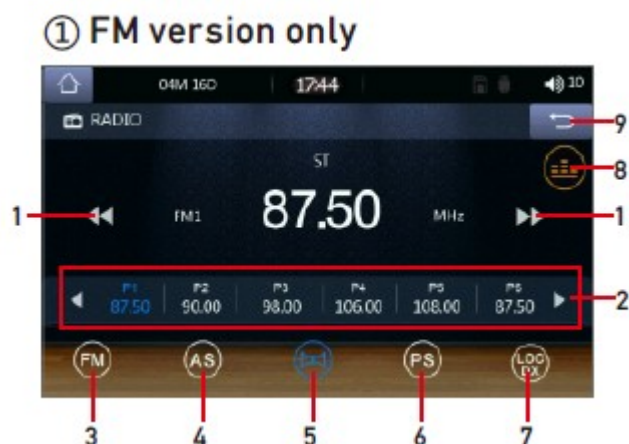 ① FM version only
04M 16D 17:44 10
RADIO 9
ST
8
1 FM1 87.50 MHz 1
P1 P2 P3 P4 P5 P6
87.50 90.00 98.00 106.00 108.00 87.50 2
FM AS PS LOC
DX
3 4 5 6 7